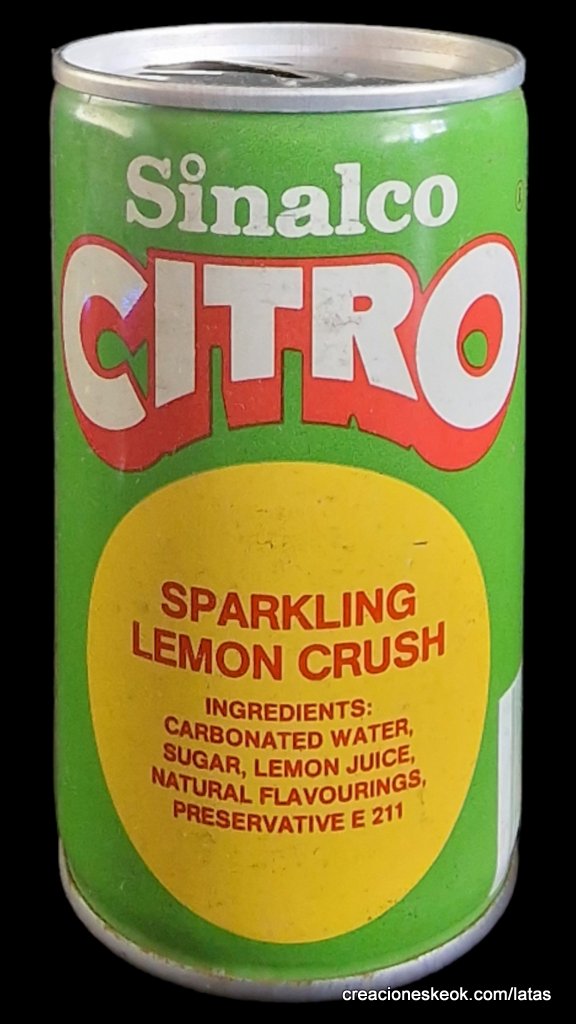 Sinalco
CITRO
SPARKLING
LEMON CRUSH
INGREDIENTS:
CARBONATED WATER,
SUGAR, LEMON JUICE,
NATURAL FLAVOURINGS,
PRESERVATIVE E 211
creacioneskeok.com/latas